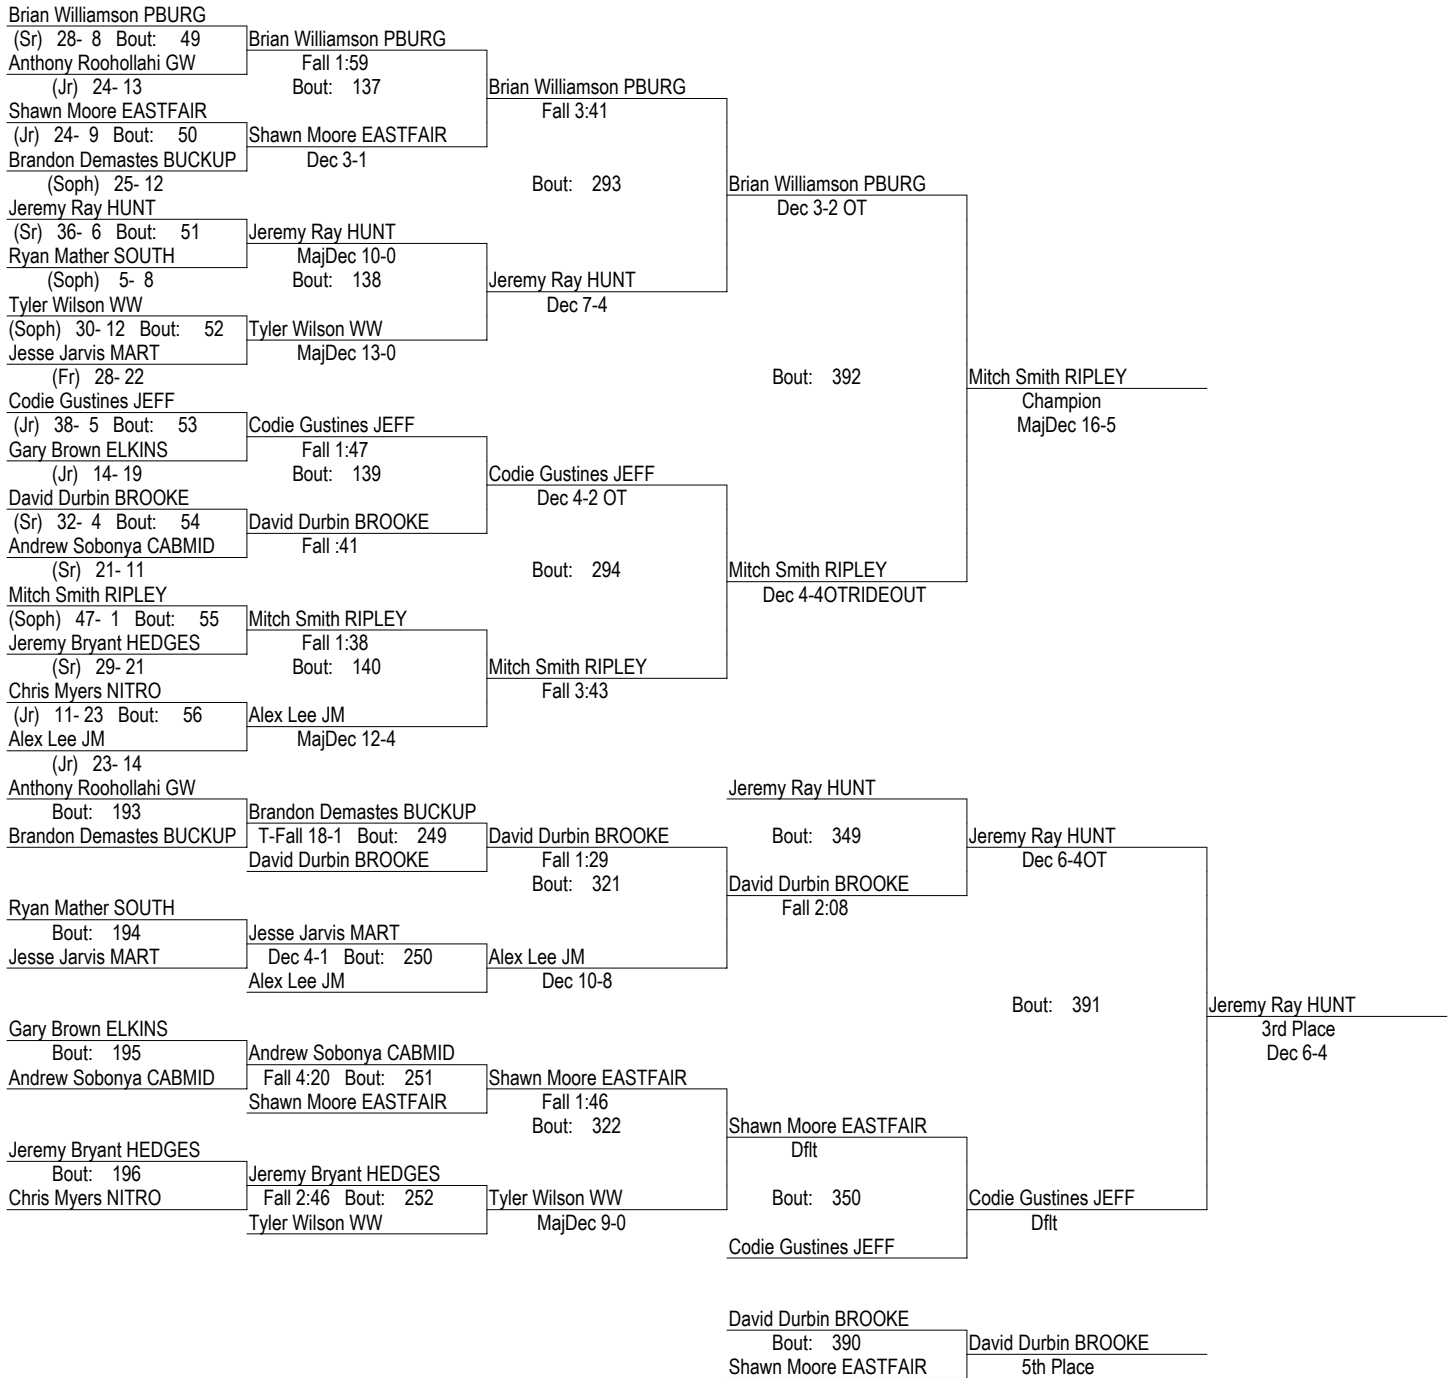 Brian Williamson PBURG
(Sr) 28- 8 Bout: 49 Brian Williamson PBURG
Anthony Roohollahi GW Fall 1:59
(Jr) 24- 13 Bout: 137 Brian Williamson PBURG
Shawn Moore EASTFAIR Fall 3:41
(Jr) 24- 9 Bout: 50 Shawn Moore EASTFAIR
Brandon Demastes BUCKUP Dec 3-1
(Soph) 25- 12 Bout: 293 Brian Williamson PBURG
Jeremy Ray HUNT Dec 3-2 OT
(Sr) 36- 6 Bout: 51 Jeremy Ray HUNT
Ryan Mather SOUTH MajDec 10-0
(Soph) 5- 8 Bout: 138 Jeremy Ray HUNT
Tyler Wilson WW Dec 7-4
(Soph) 30- 12 Bout: 52 Tyler Wilson WW
Jesse Jarvis MART MajDec 13-0
(Fr) 28- 22 Bout: 392 Mitch Smith RIPLEY
Codie Gustines JEFF Champion
(Jr) 38- 5 Bout: 53 Codie Gustines JEFF MajDec 16-5
Gary Brown ELKINS Fall 1:47
(Jr) 14- 19 Bout: 139 Codie Gustines JEFF
David Durbin BROOKE Dec 4-2 OT
(Sr) 32- 4 Bout: 54 David Durbin BROOKE
Andrew Sobonya CABMID Fall :41
(Sr) 21- 11 Bout: 294 Mitch Smith RIPLEY
Mitch Smith RIPLEY Dec 4-4OTRIDEOUT
(Soph) 47- 1 Bout: 55 Mitch Smith RIPLEY
Jeremy Bryant HEDGES Fall 1:38
(Sr) 29- 21 Bout: 140 Mitch Smith RIPLEY
Chris Myers NITRO Fall 3:43
(Jr) 11- 23 Bout: 56 Alex Lee JM
Alex Lee JM MajDec 12-4
(Jr) 23- 14
Anthony Roohollahi GW Jeremy Ray HUNT
Bout: 193 Brandon Demastes BUCKUP
Brandon Demastes BUCKUP T-Fall 18-1 Bout: 249 David Durbin BROOKE Bout: 349 Jeremy Ray HUNT
David Durbin BROOKE Fall 1:29 Dec 6-4OT
Bout: 321 David Durbin BROOKE
Ryan Mather SOUTH Fall 2:08
Bout: 194 Jesse Jarvis MART
Jesse Jarvis MART Dec 4-1 Bout: 250 Alex Lee JM
Alex Lee JM Dec 10-8
Bout: 391 Jeremy Ray HUNT
Gary Brown ELKINS 3rd Place
Bout: 195 Andrew Sobonya CABMID Dec 6-4
Andrew Sobonya CABMID Fall 4:20 Bout: 251 Shawn Moore EASTFAIR
Shawn Moore EASTFAIR Fall 1:46
Bout: 322 Shawn Moore EASTFAIR
Jeremy Bryant HEDGES Dflt
Bout: 196 Jeremy Bryant HEDGES
Chris Myers NITRO Fall 2:46 Bout: 252 Tyler Wilson WW Bout: 350 Codie Gustines JEFF
Tyler Wilson WW MajDec 9-0 Dflt
Codie Gustines JEFF
David Durbin BROOKE
Bout: 390 David Durbin BROOKE
Shawn Moore EASTFAIR 5th Place